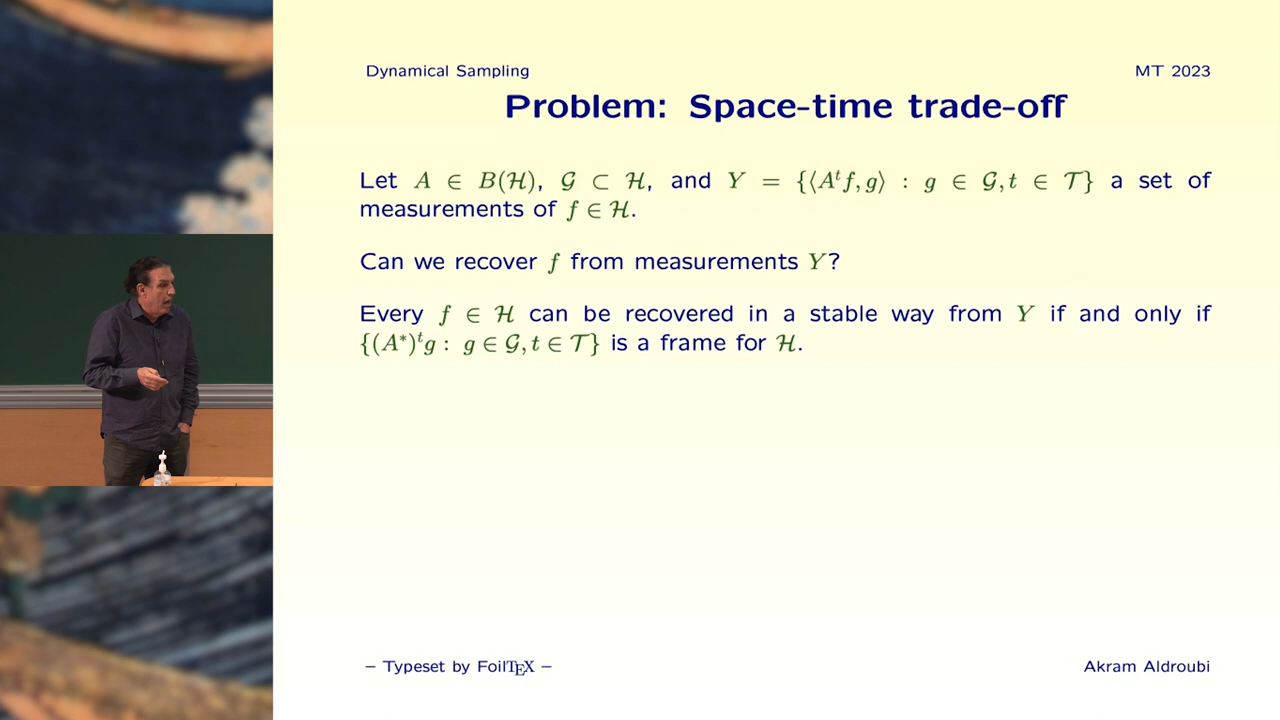 Dynamical Sampling MT 2023
Problem: Space-time trade-off
Let A ∈ B(ℋ), 𝒢 ⊂ ℋ, and Y = {⟨Aᵗf, g⟩ : g ∈ 𝒢, t ∈ 𝒯} a set of
measurements of f ∈ ℋ.
Can we recover f from measurements Y?
Every f ∈ ℋ can be recovered in a stable way from Y if and only if
{(A*)ᵗg : g ∈ 𝒢, t ∈ 𝒯} is a frame for ℋ.
– Typeset by FoilTEX – Akram Aldroubi